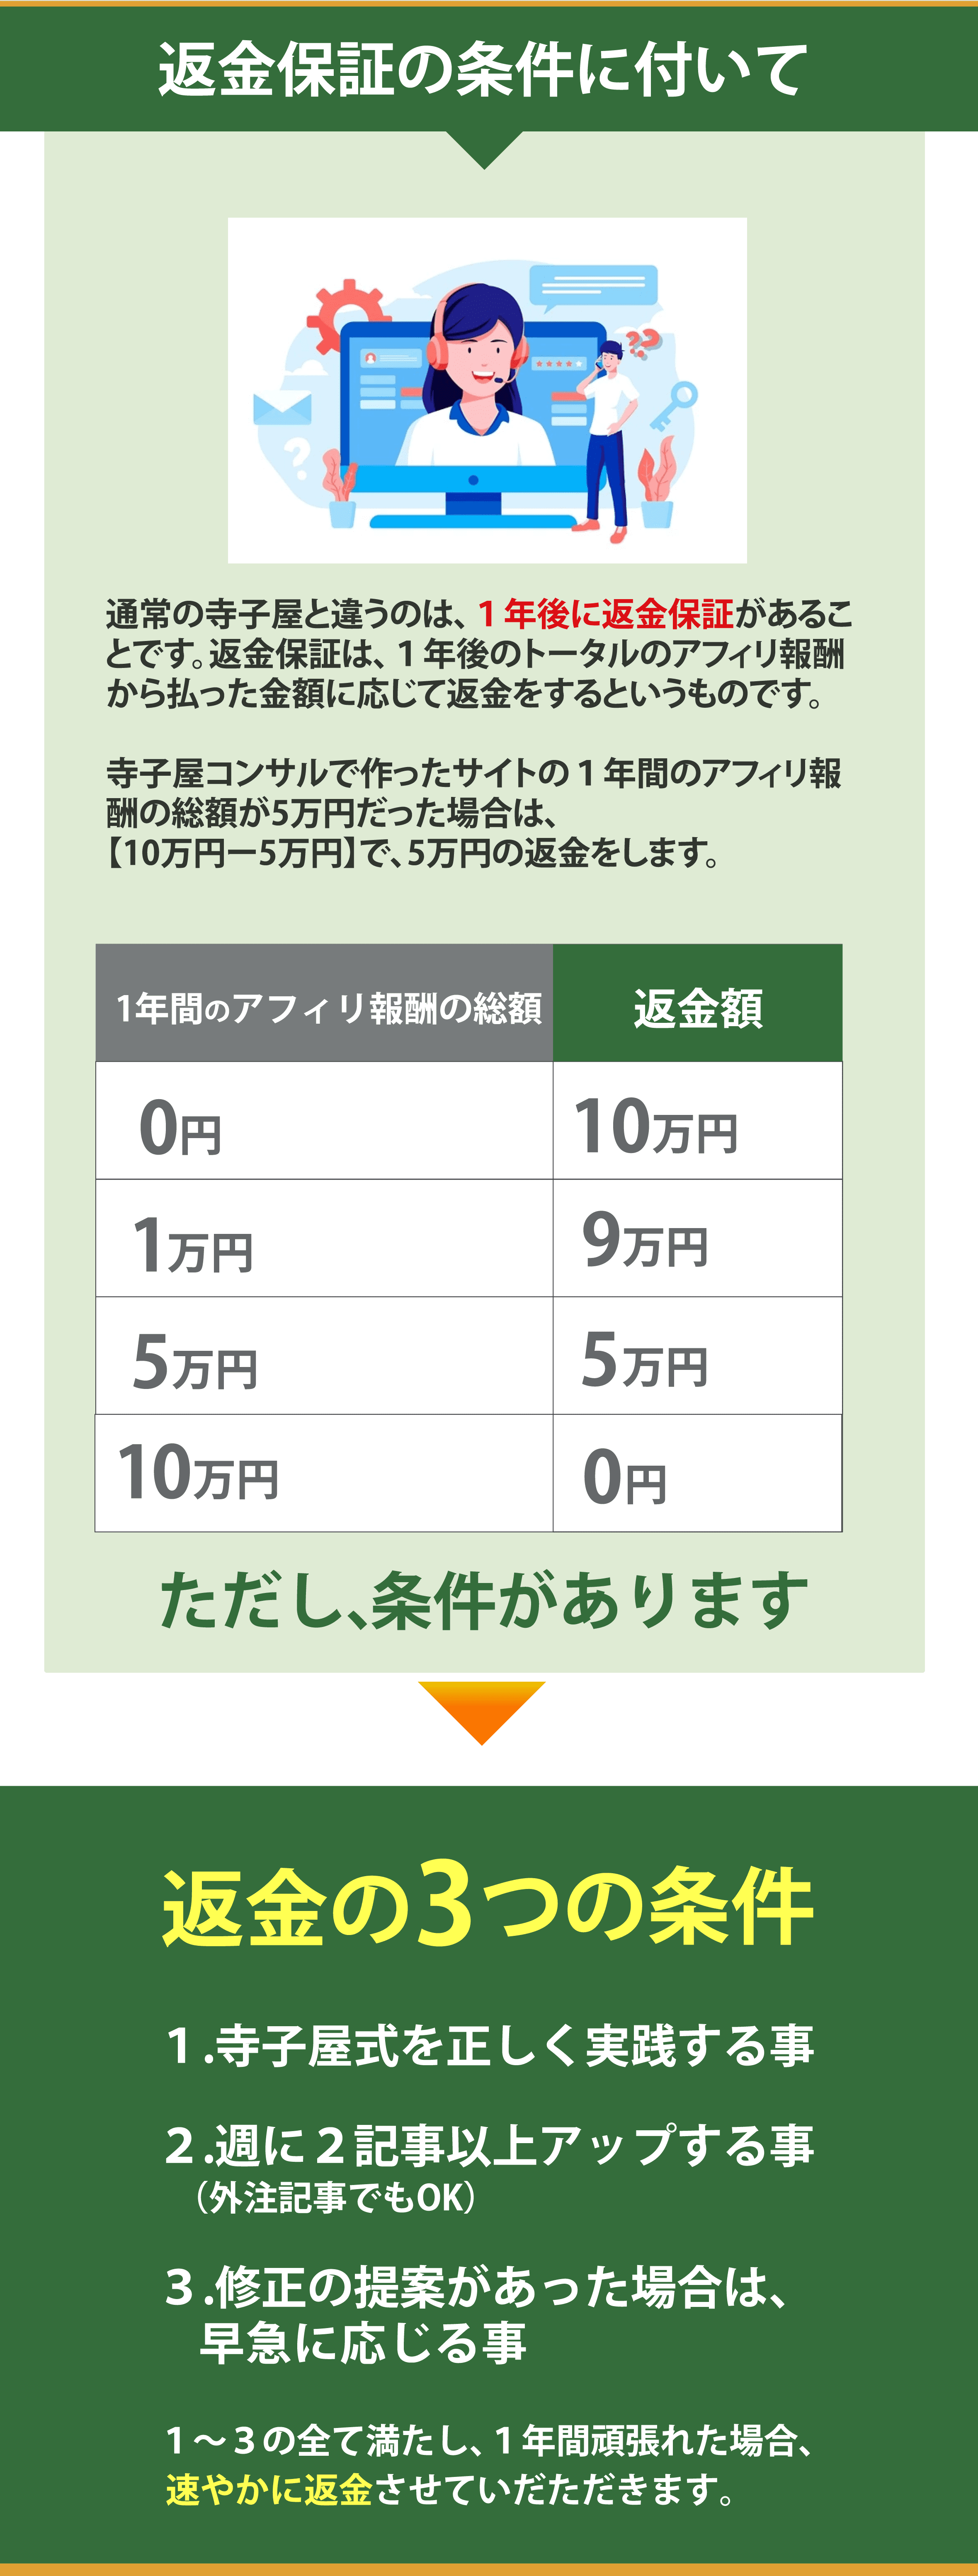 返金保証の条件に付いて
通常の寺子屋と違うのは、１年後に返金保証があるこ
とです。返金保証は、１年後のトータルのアフィリ報酬
から払った金額に応じて返金をするというものです。
寺子屋コンサルで作ったサイトの１年間のアフィリ報
酬の総額が5万円だった場合は、
【10万円ー5万円】で、5万円の返金をします。
1年間のアフィリ報酬の総額 返金額
0円 10万円
1万円 9万円
5万円 5万円
10万円 0円
ただし、条件があります
返金の3つの条件
１.寺子屋式を正しく実践する事
２.週に２記事以上アップする事
（外注記事でもOK）
３.修正の提案があった場合は、
早急に応じる事
１～３の全て満たし、１年間頑張れた場合、
速やかに返金させていだただきます。